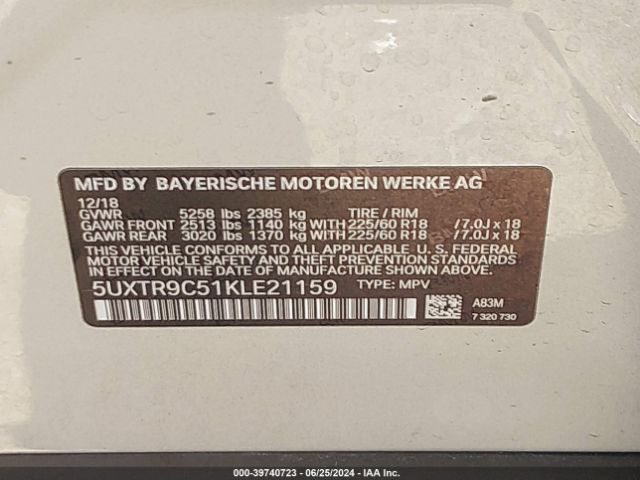 MFD BY BAYERISCHE MOTOREN WERKE AG
12/18
GVWR 5258 lbs 2385 kg TIRE / RIM
GAWR FRONT 2513 lbs 1140 kg WITH 225/60 R18 /7.0J x 18
GAWR REAR 3020 lbs 1370 kg WITH 225/60 R18 /7.0J x 18
THIS VEHICLE CONFORMS TO ALL APPLICABLE U. S. FEDERAL
MOTOR VEHICLE SAFETY AND THEFT PREVENTION STANDARDS
IN EFFECT ON THE DATE OF MANUFACTURE SHOWN ABOVE.
5UXTR9C51KLE21159 TYPE: MPV
A83M
7 320 730
000-39740723 - 06/25/2024 - IAA Inc.